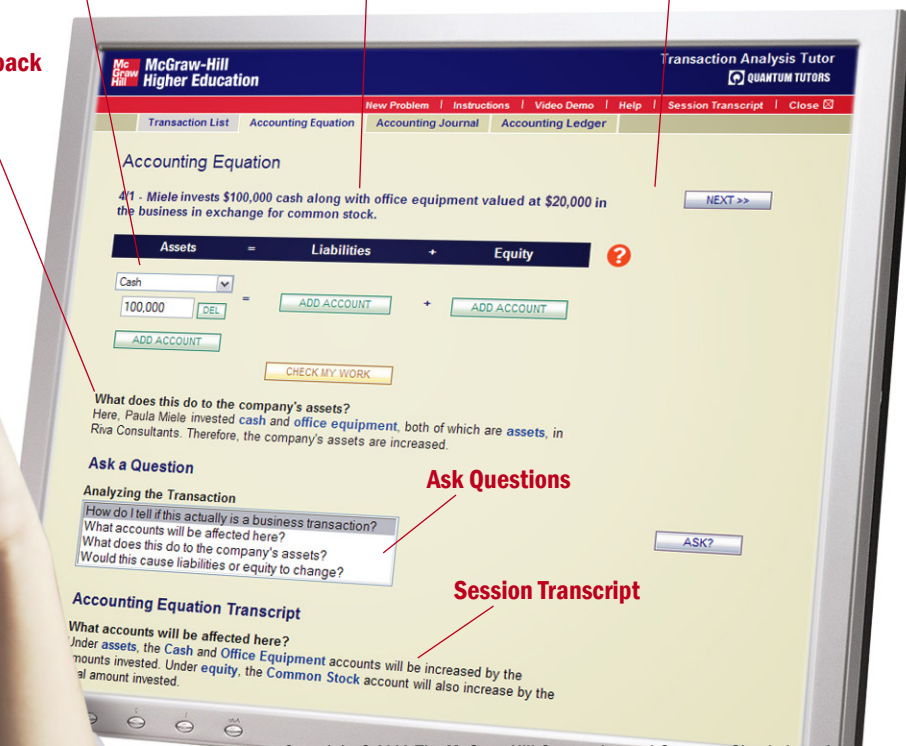 Mc
Graw
Hill
McGraw-Hill
Higher Education
Transaction Analysis Tutor
QUANTUM TUTORS
New Problem | Instructions | Video Demo | Help | Session Transcript | Close
Transaction List Accounting Equation Accounting Journal Accounting Ledger
Accounting Equation
4/1 - Miele invests $100,000 cash along with office equipment valued at $20,000 in
the business in exchange for common stock.
NEXT >>
Assets = Liabilities + Equity ?
Cash
100,000 DEL = ADD ACCOUNT + ADD ACCOUNT
ADD ACCOUNT
CHECK MY WORK
What does this do to the company's assets?
Here, Paula Miele invested cash and office equipment, both of which are assets, in
Riva Consultants. Therefore, the company's assets are increased.
Ask a Question
Ask Questions
Analyzing the Transaction
How do I tell if this actually is a business transaction?
What accounts will be affected here?
What does this do to the company's assets?
Would this cause liabilities or equity to change?
ASK?
Session Transcript
Accounting Equation Transcript
What accounts will be affected here?
Under assets, the Cash and Office Equipment accounts will be increased by the
invested. Under equity, the Common Stock account will also increase by the
amount invested.